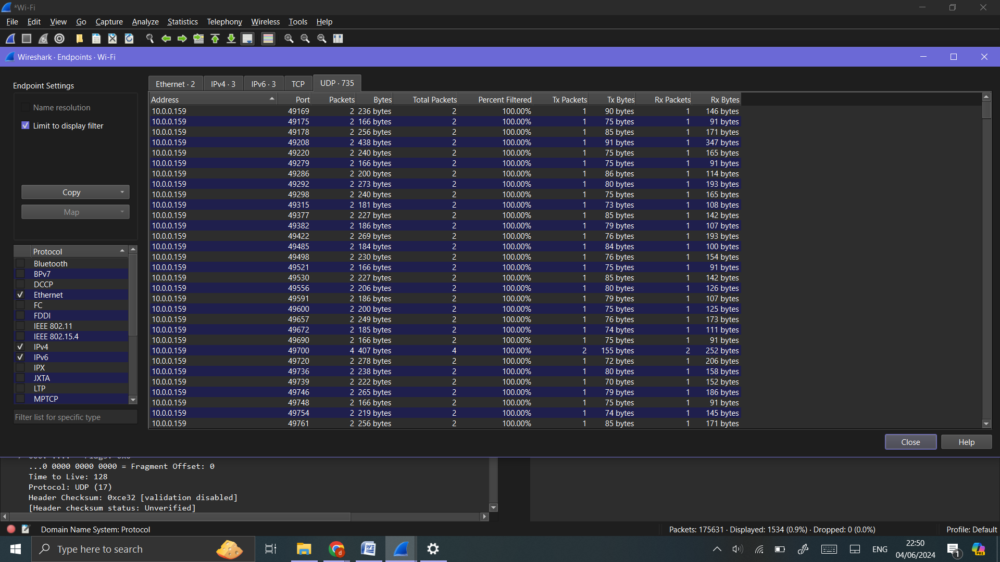 *Wi-Fi
File Edit View Go Capture Analyze Statistics Telephony Wireless Tools Help
Wireshark · Endpoints · Wi-Fi
Endpoint Settings
Name resolution
Limit to display filter
Copy
Map
Protocol
Bluetooth
BPv7
DCCP
Ethernet
FC
FDDI
IEEE 802.11
IEEE 802.15.4
IPv4
IPv6
IPX
JXTA
LTP
MPTCP
Filter list for specific type
Ethernet · 2 IPv4 · 3 IPv6 · 3 TCP UDP · 735
Address Port Packets Bytes Total Packets Percent Filtered Tx Packets Tx Bytes Rx Packets Rx Bytes
10.0.0.159 49169 2 236 bytes 2 100.00% 1 90 bytes 1 146 bytes
10.0.0.159 49175 2 166 bytes 2 100.00% 1 75 bytes 1 91 bytes
10.0.0.159 49178 2 256 bytes 2 100.00% 1 85 bytes 1 171 bytes
10.0.0.159 49208 2 438 bytes 2 100.00% 1 91 bytes 1 347 bytes
10.0.0.159 49220 2 240 bytes 2 100.00% 1 75 bytes 1 165 bytes
10.0.0.159 49279 2 166 bytes 2 100.00% 1 75 bytes 1 91 bytes
10.0.0.159 49286 2 200 bytes 2 100.00% 1 86 bytes 1 114 bytes
10.0.0.159 49292 2 273 bytes 2 100.00% 1 80 bytes 1 193 bytes
10.0.0.159 49298 2 240 bytes 2 100.00% 1 75 bytes 1 165 bytes
10.0.0.159 49315 2 181 bytes 2 100.00% 1 73 bytes 1 108 bytes
10.0.0.159 49377 2 227 bytes 2 100.00% 1 85 bytes 1 142 bytes
10.0.0.159 49382 2 186 bytes 2 100.00% 1 79 bytes 1 107 bytes
10.0.0.159 49422 2 269 bytes 2 100.00% 1 76 bytes 1 193 bytes
10.0.0.159 49485 2 184 bytes 2 100.00% 1 84 bytes 1 100 bytes
10.0.0.159 49498 2 230 bytes 2 100.00% 1 76 bytes 1 154 bytes
10.0.0.159 49521 2 166 bytes 2 100.00% 1 75 bytes 1 91 bytes
10.0.0.159 49530 2 227 bytes 2 100.00% 1 85 bytes 1 142 bytes
10.0.0.159 49556 2 206 bytes 2 100.00% 1 80 bytes 1 126 bytes
10.0.0.159 49591 2 186 bytes 2 100.00% 1 79 bytes 1 107 bytes
10.0.0.159 49600 2 200 bytes 2 100.00% 1 75 bytes 1 125 bytes
10.0.0.159 49657 2 249 bytes 2 100.00% 1 76 bytes 1 173 bytes
10.0.0.159 49672 2 185 bytes 2 100.00% 1 74 bytes 1 111 bytes
10.0.0.159 49690 2 166 bytes 2 100.00% 1 75 bytes 1 91 bytes
10.0.0.159 49700 4 407 bytes 4 100.00% 2 155 bytes 2 252 bytes
10.0.0.159 49720 2 278 bytes 2 100.00% 1 72 bytes 1 206 bytes
10.0.0.159 49736 2 238 bytes 2 100.00% 1 80 bytes 1 158 bytes
10.0.0.159 49739 2 222 bytes 2 100.00% 1 70 bytes 1 152 bytes
10.0.0.159 49746 2 265 bytes 2 100.00% 1 79 bytes 1 186 bytes
10.0.0.159 49748 2 166 bytes 2 100.00% 1 75 bytes 1 91 bytes
10.0.0.159 49754 2 219 bytes 2 100.00% 1 74 bytes 1 145 bytes
10.0.0.159 49761 2 256 bytes 2 100.00% 1 85 bytes 1 171 bytes
Close Help
...0 0000 0000 0000 = Fragment Offset: 0
Time to Live: 128
Protocol: UDP (17)
Header Checksum: 0xce32 [validation disabled]
[Header checksum status: Unverified]
Domain Name System: Protocol
Packets: 175631 · Displayed: 1534 (0.9%) · Dropped: 0 (0.0%)
Profile: Default
Type here to search
ENG
22:50
04/06/2024
1
PRE